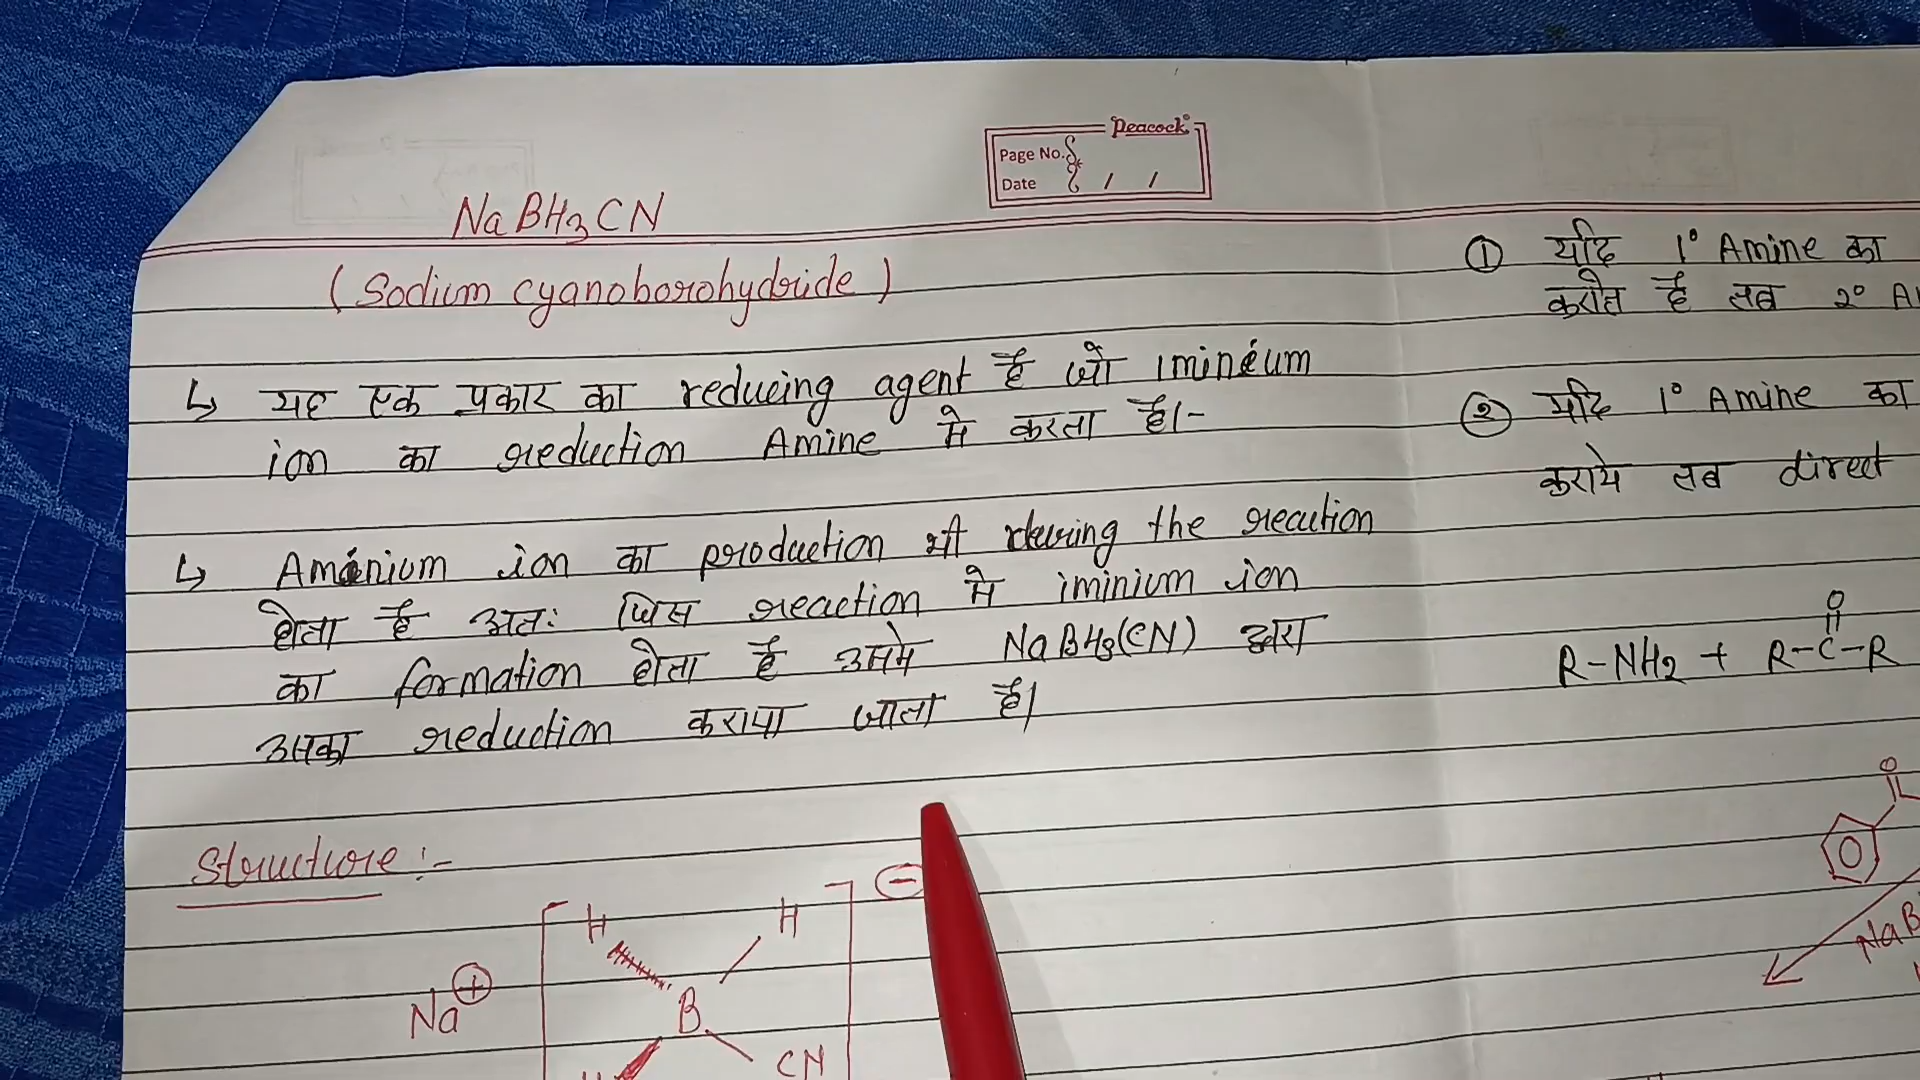 Peacock
Page No.
Date / /
NaBH3CN
(Sodium cyanoborohydride)
↳ यह एक प्रकार का reducing agent है जो iminium
ion का reduction Amine मे करता है।-
↳ Aminium ion का production भी during the reaction
होता है अतः जिस reaction मे iminium ion
का formation होता है उसमे NaBH3(CN) द्वारा
उसका reduction कराया जाता है।
Structure :-
H H
Na⊕ B ⊖
CN
① यदि 1° Amine का
कराते है तब 2°
② यदि 1° Amine का
कराये तब direct
O
R-NH2 + R-C-R
O
NaB